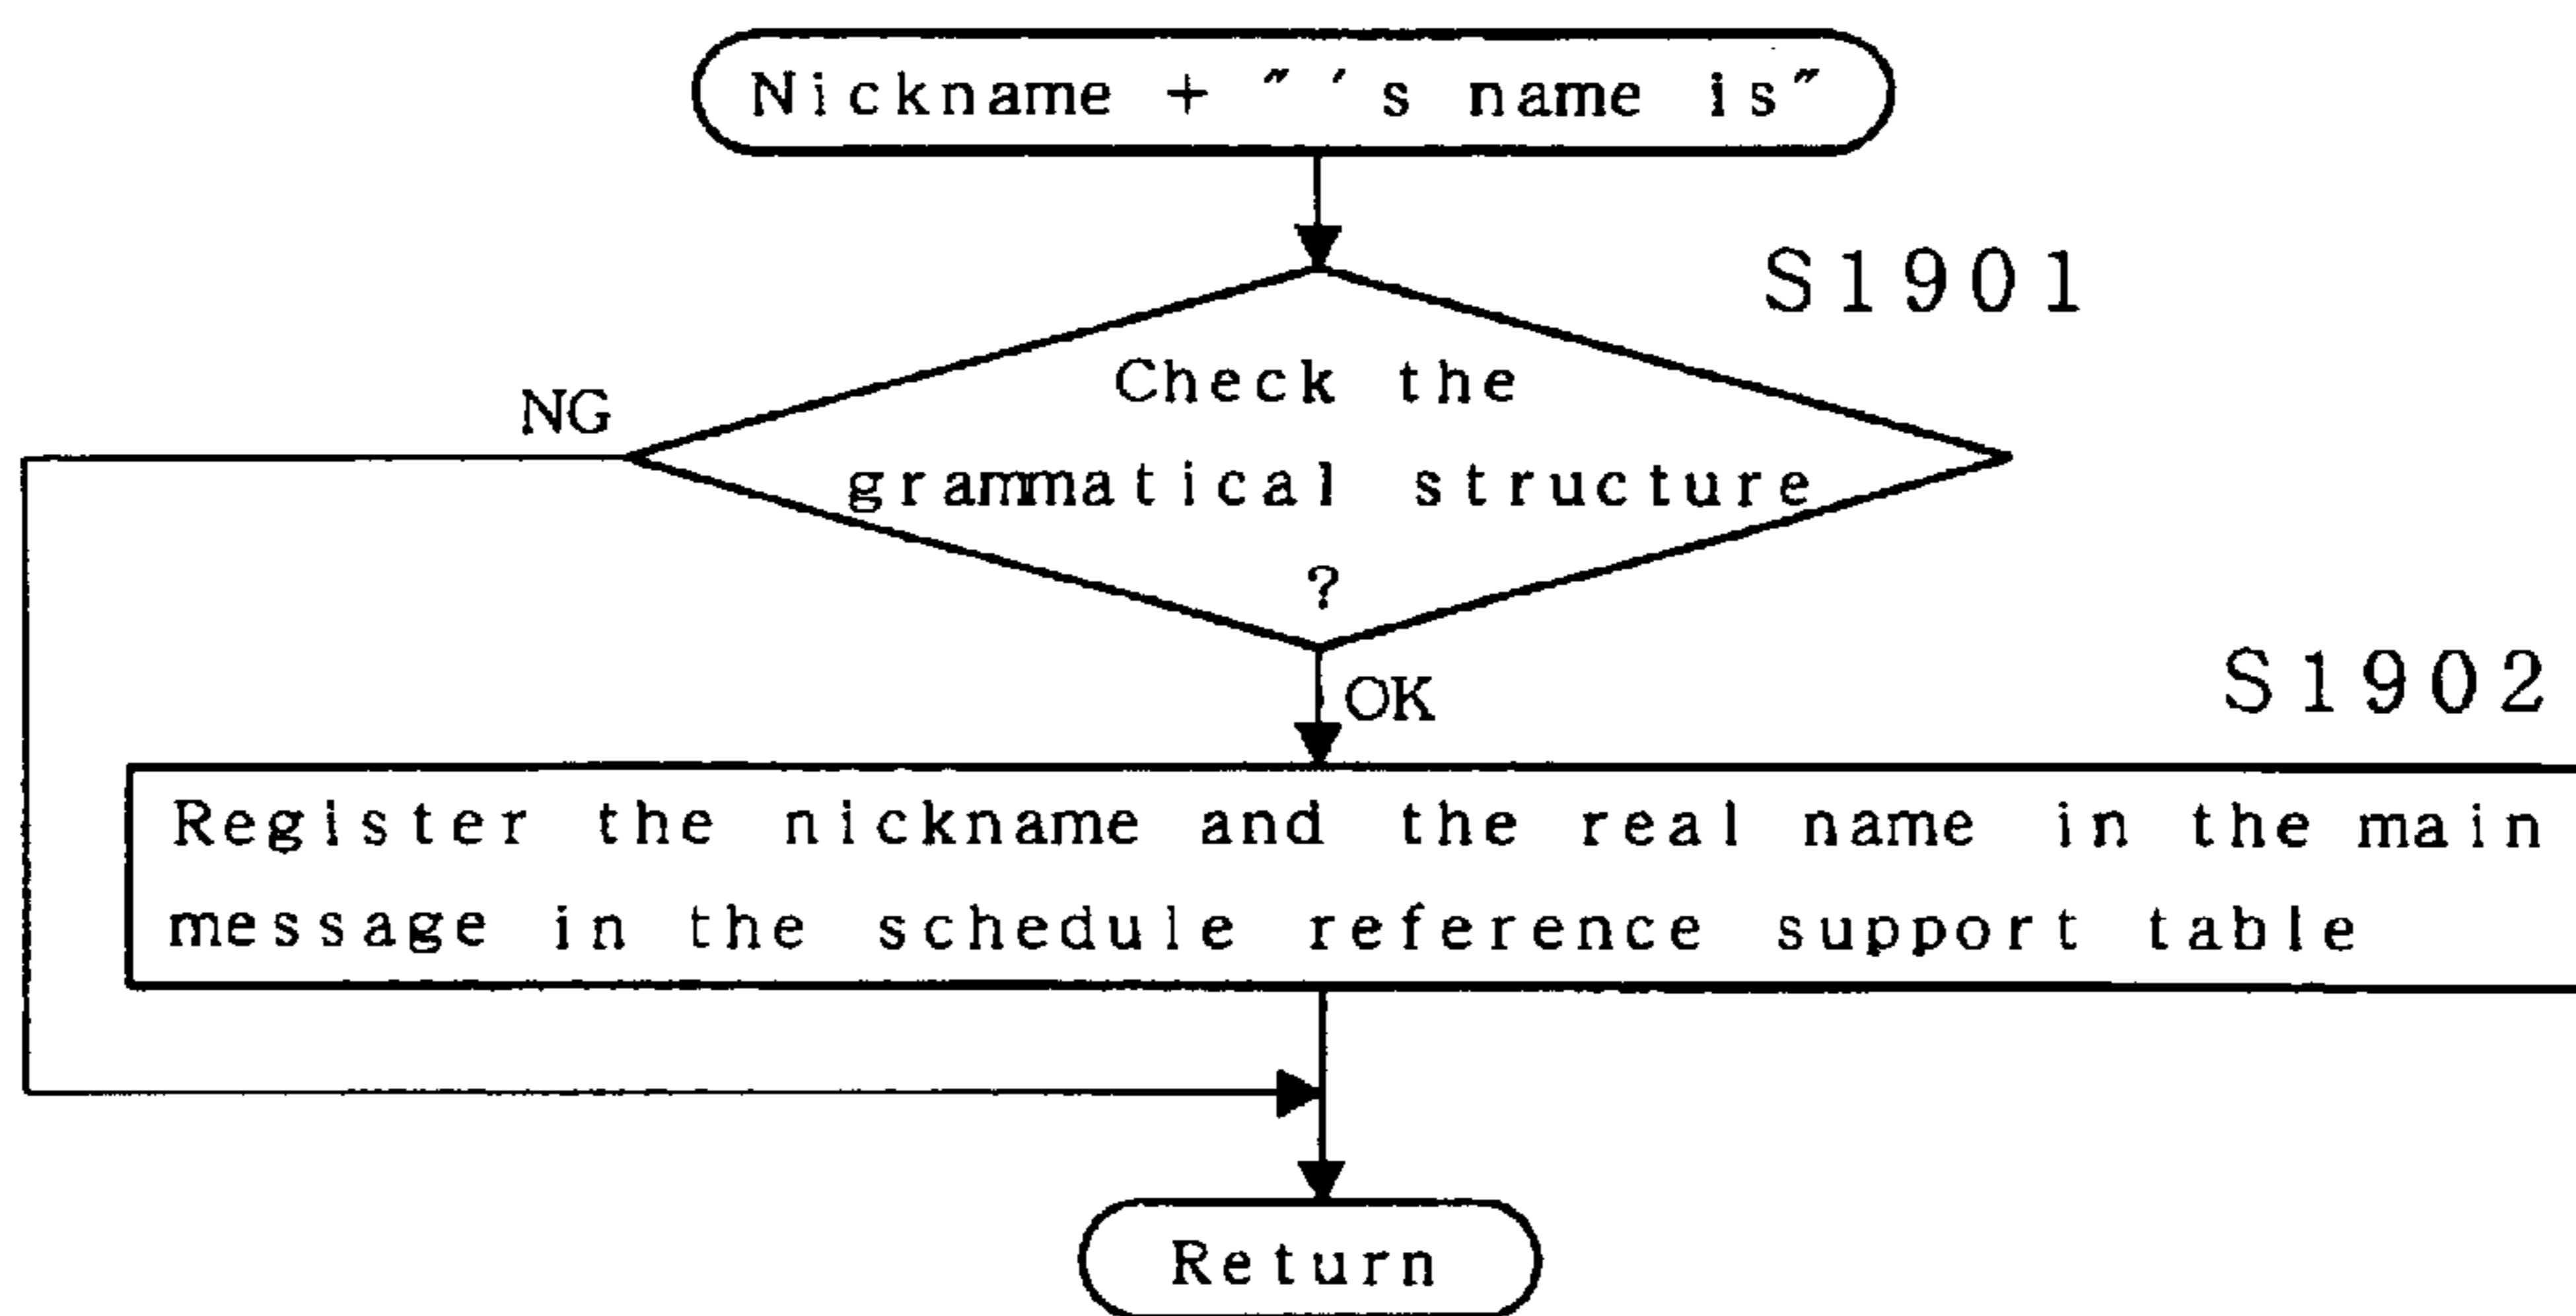 Nickname + "'s name is"
S1901
Check the
NG
grammatical structure
?
OK
S1902
Register the nickname and the real name in the main
message in the schedule reference support table
Return